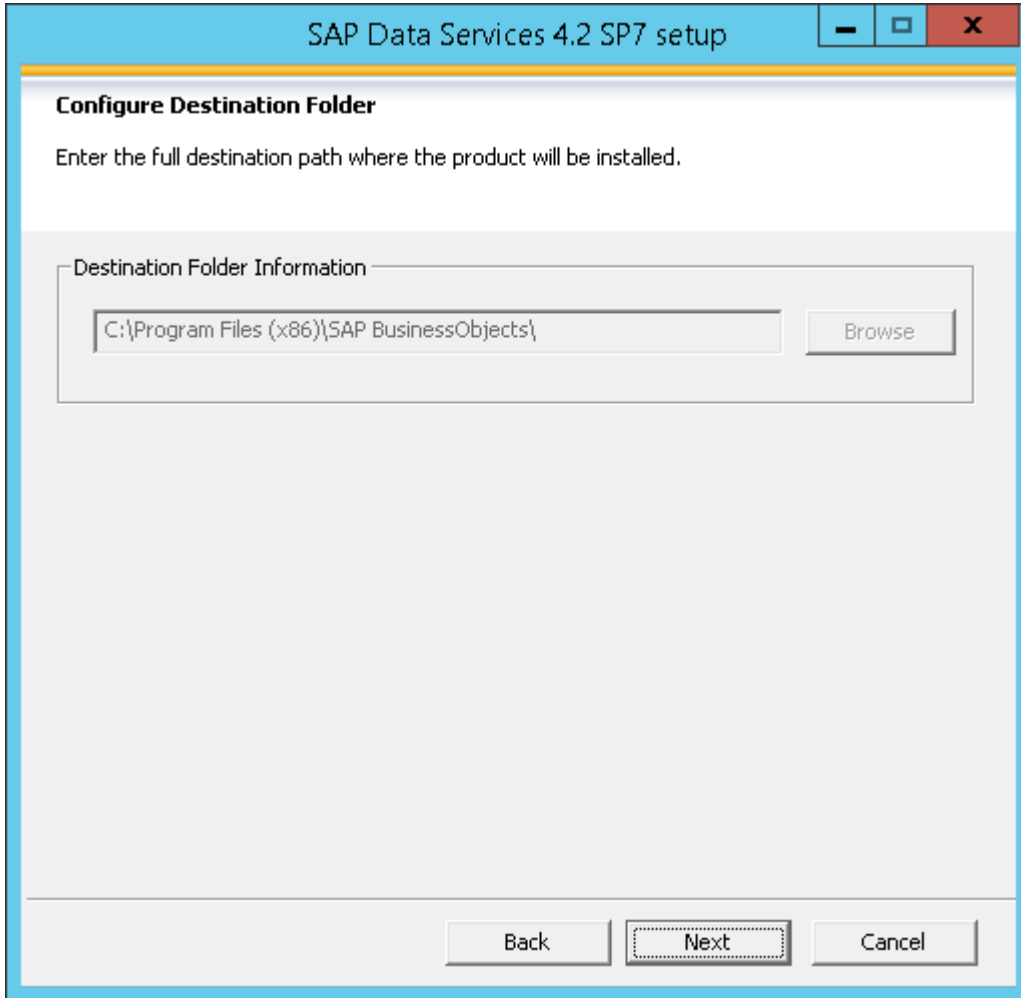 SAP Data Services 4.2 SP7 setup
Configure Destination Folder
Enter the full destination path where the product will be installed.
Destination Folder Information
C:\Program Files (x86)\SAP BusinessObjects\
Browse
Back
Next
Cancel